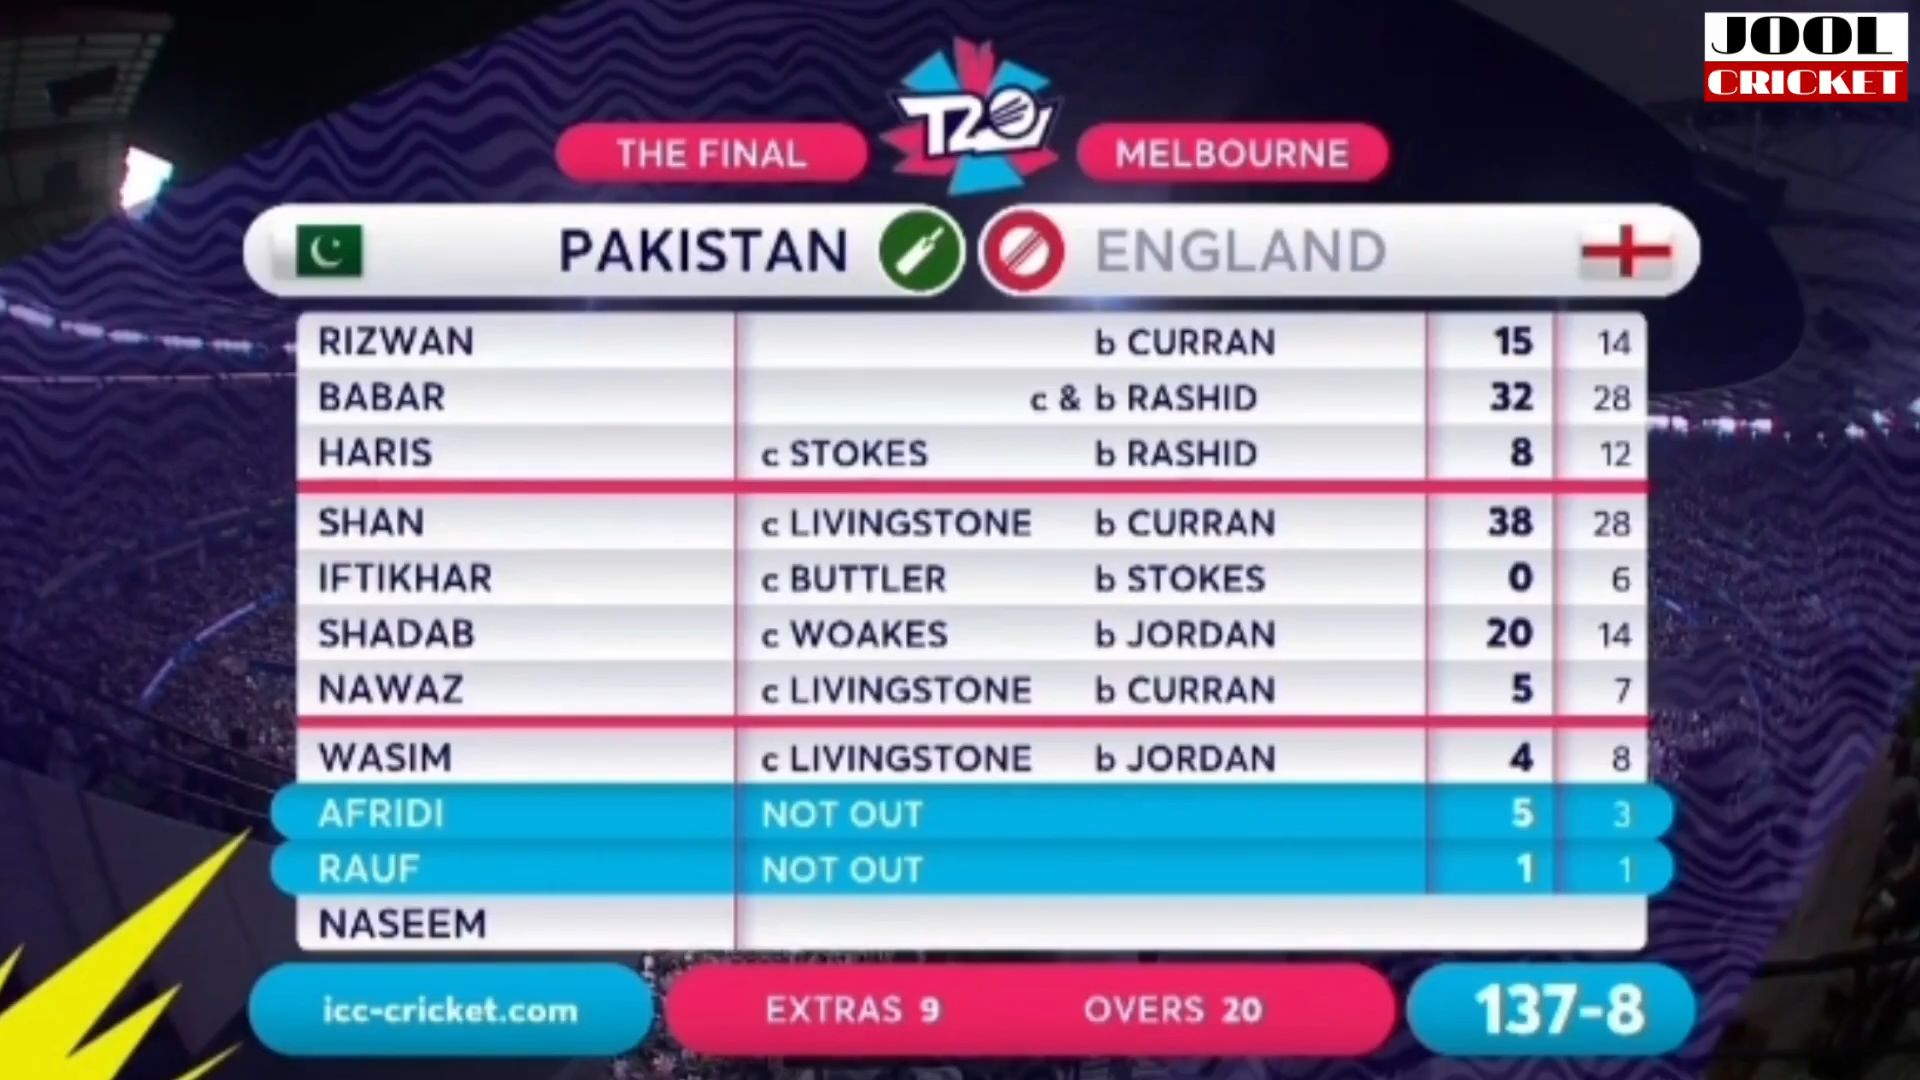 JOOL
CRICKET
T20
THE FINAL
MELBOURNE
PAKISTAN ENGLAND
RIZWAN b CURRAN 15 14
BABAR c & b RASHID 32 28
HARIS c STOKES b RASHID 8 12
SHAN c LIVINGSTONE b CURRAN 38 28
IFTIKHAR c BUTTLER b STOKES 0 6
SHADAB c WOAKES b JORDAN 20 14
NAWAZ c LIVINGSTONE b CURRAN 5 7
WASIM c LIVINGSTONE b JORDAN 4 8
AFRIDI NOT OUT 5 3
RAUF NOT OUT 1 1
NASEEM
icc-cricket.com EXTRAS 9 OVERS 20 137-8